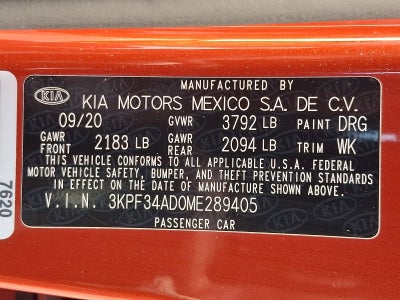 MANUFACTURED BY
KIA KIA MOTORS MEXICO S.A. DE C.V.
09/20 GVWR 3792 LB PAINT DRG
GAWR FRONT 2183 LB GAWR REAR 2094 LB TRIM WK
THIS VEHICLE CONFORMS TO ALL APPLICABLE U.S.A. FEDERAL
MOTOR VEHICLE SAFETY, BUMPER, AND THEFT PREVENTION STANDARDS
IN EFFECT ON THE DATE OF MANUFACTURE SHOWN ABOVE.
V.I.N. 3KPF34AD0ME289405
PASSENGER CAR
7620